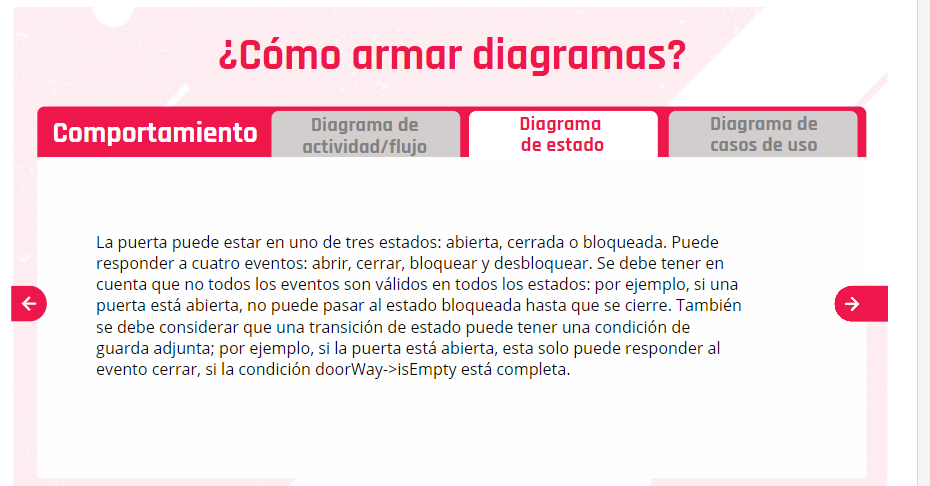 ¿Cómo armar diagramas?
Comportamiento
Diagrama de
actividad/flujo
Diagrama
de estado
Diagrama de
casos de uso
La puerta puede estar en uno de tres estados: abierta, cerrada o bloqueada. Puede
responder a cuatro eventos: abrir, cerrar, bloquear y desbloquear. Se debe tener en
cuenta que no todos los eventos son válidos en todos los estados: por ejemplo, si una
puerta está abierta, no puede pasar al estado bloqueada hasta que se cierre. También
se debe considerar que una transición de estado puede tener una condición de
guarda adjunta; por ejemplo, si la puerta está abierta, esta solo puede responder al
evento cerrar, si la condición doorWay->isEmpty está completa.